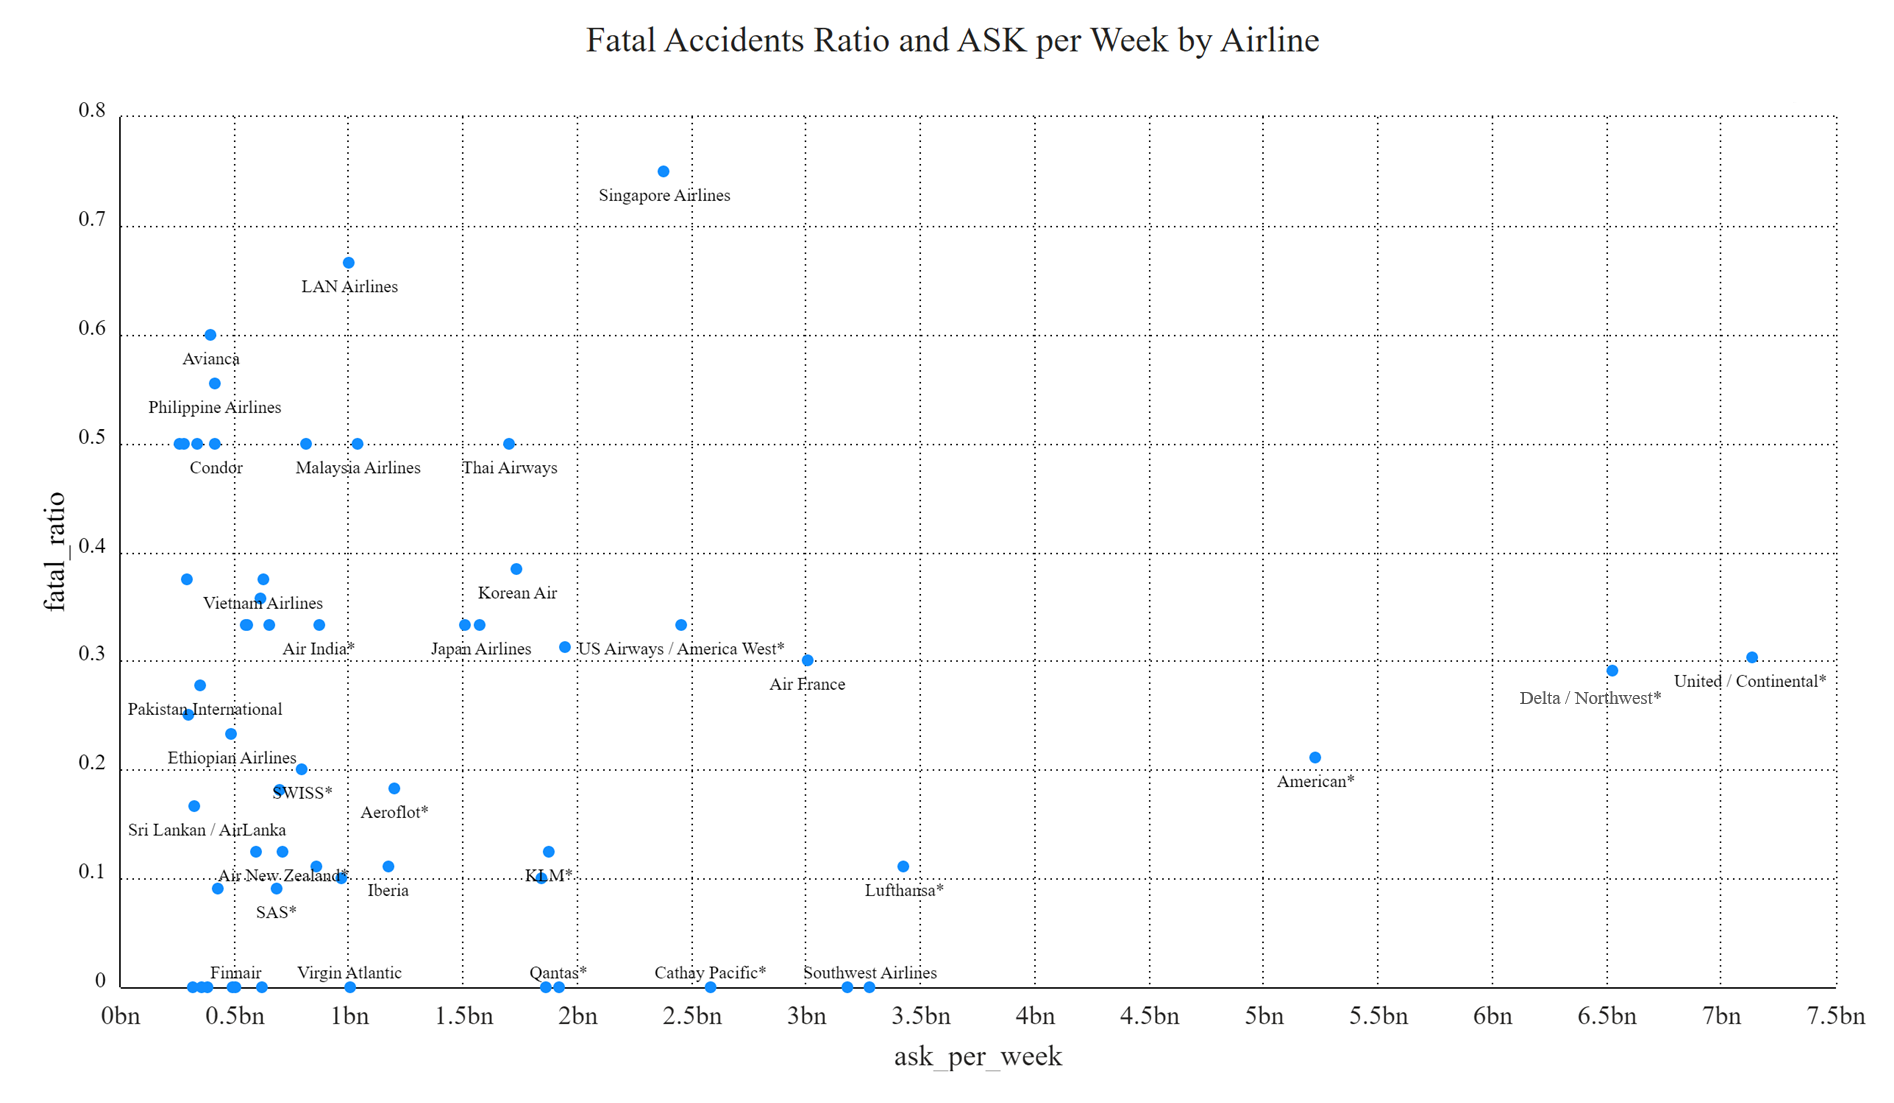 Fatal Accidents Ratio and ASK per Week by Airline
0.8
Singapore Airlines
0.7
LAN Airlines
0.6
Avianca
Philippine Airlines
0.5
Condor
Malaysia Airlines
Thai Airways
fatal_ratio
0.4
Korean Air
Vietnam Airlines
Air India*
Japan Airlines
US Airways / America West*
0.3
Air France
United / Continental*
Delta / Northwest*
Pakistan International
Ethiopian Airlines
0.2
American*
SWISS*
Aeroflot*
Sri Lankan / AirLanka
0.1
Air New Zealand*
KLM*
Iberia
Lufthansa*
SAS*
Finnair
Virgin Atlantic
Qantas*
Cathay Pacific*
Southwest Airlines
0
0bn 0.5bn 1bn 1.5bn 2bn 2.5bn 3bn 3.5bn 4bn 4.5bn 5bn 5.5bn 6bn 6.5bn 7bn 7.5bn
ask_per_week